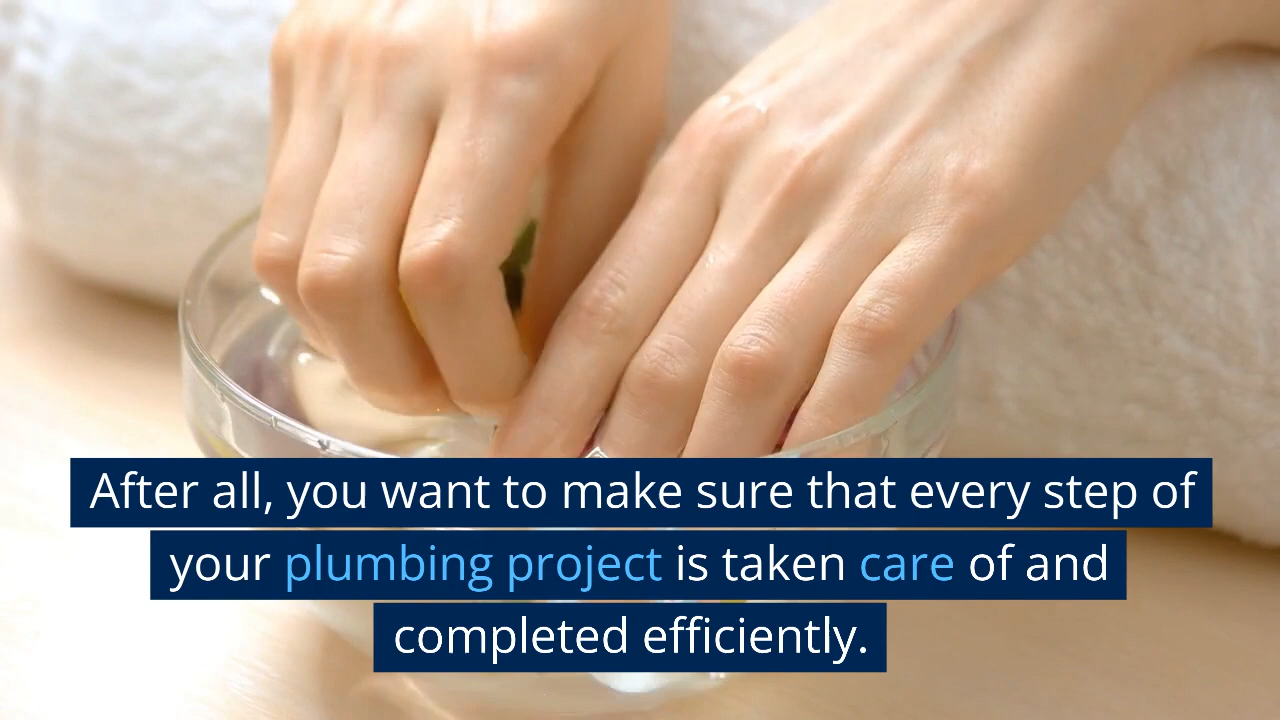 After all, you want to make sure that every step of
your plumbing project is taken care of and
completed efficiently.